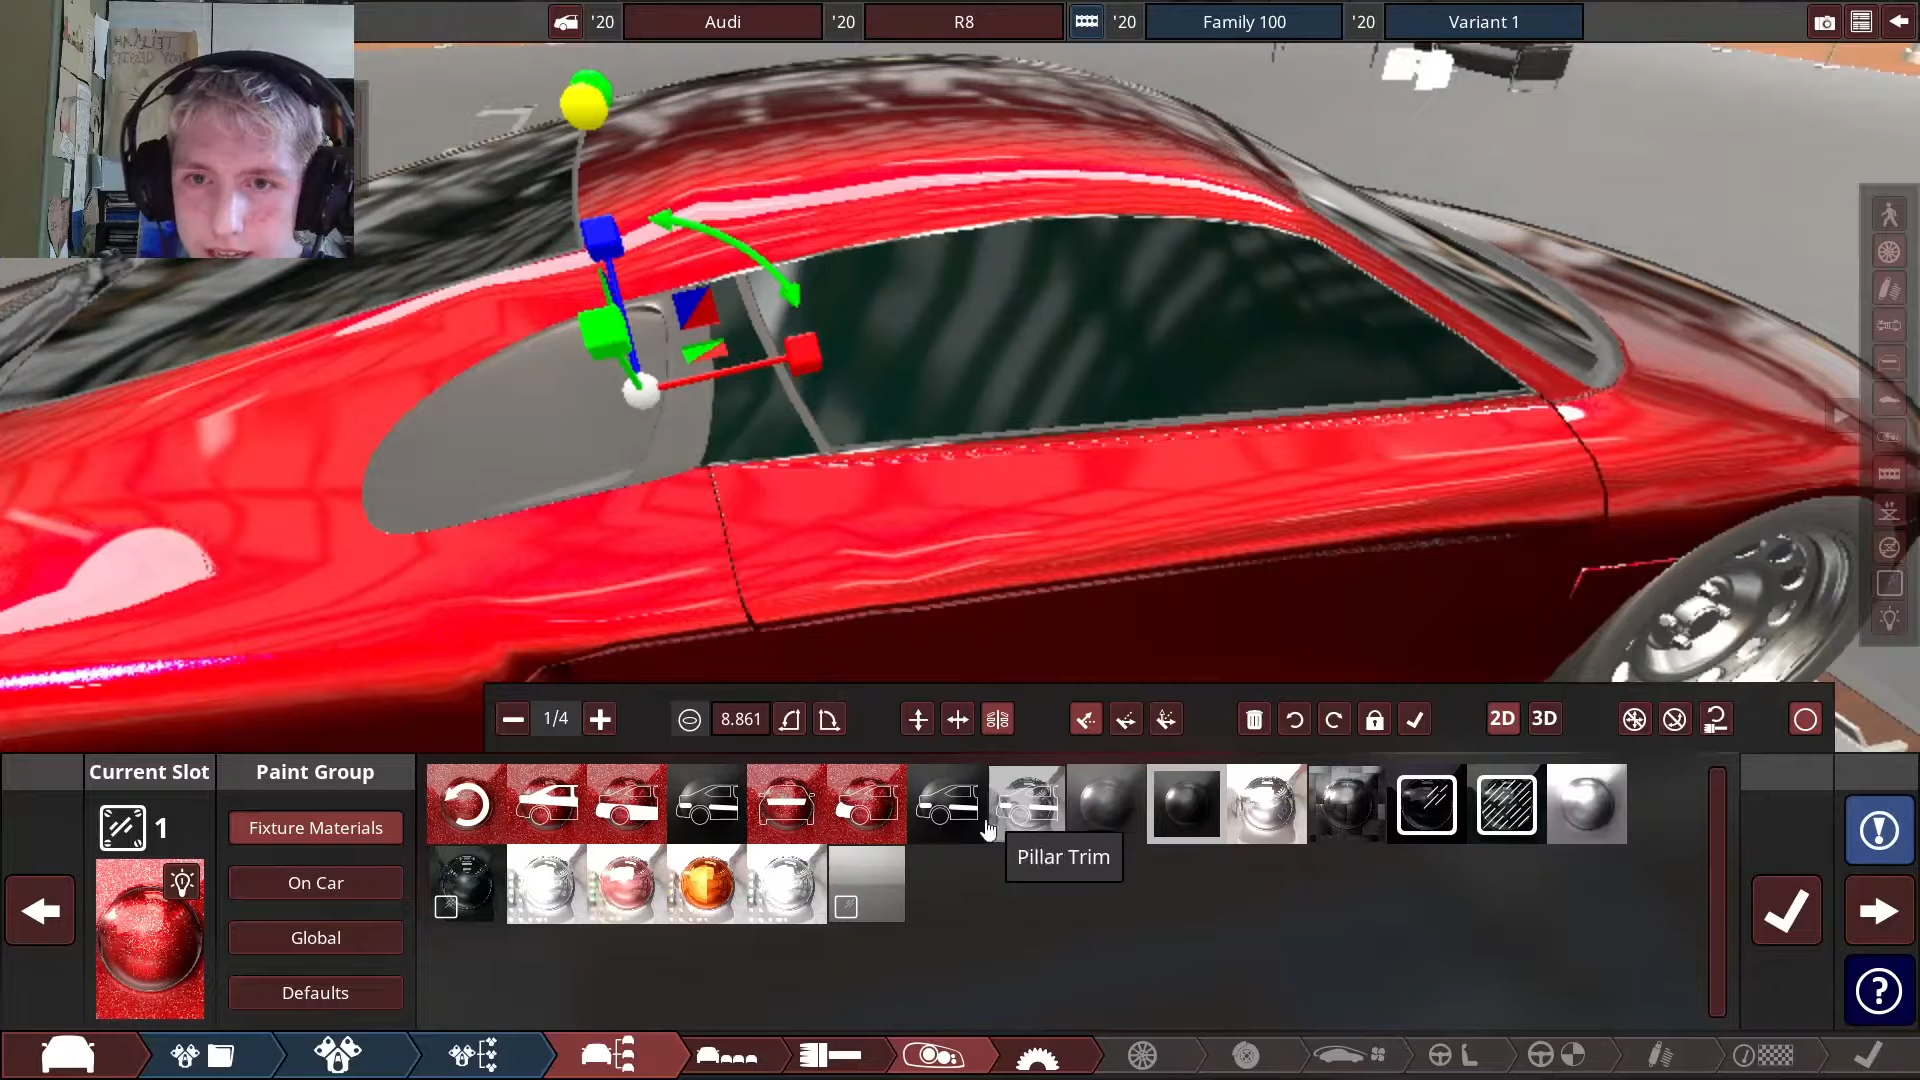 '20 Audi '20 R8 '20 Family 100 '20 Variant 1
1/4 8.861 2D 3D
Current Slot Paint Group
1 Fixture Materials
Pillar Trim
On Car
Global
Defaults
?